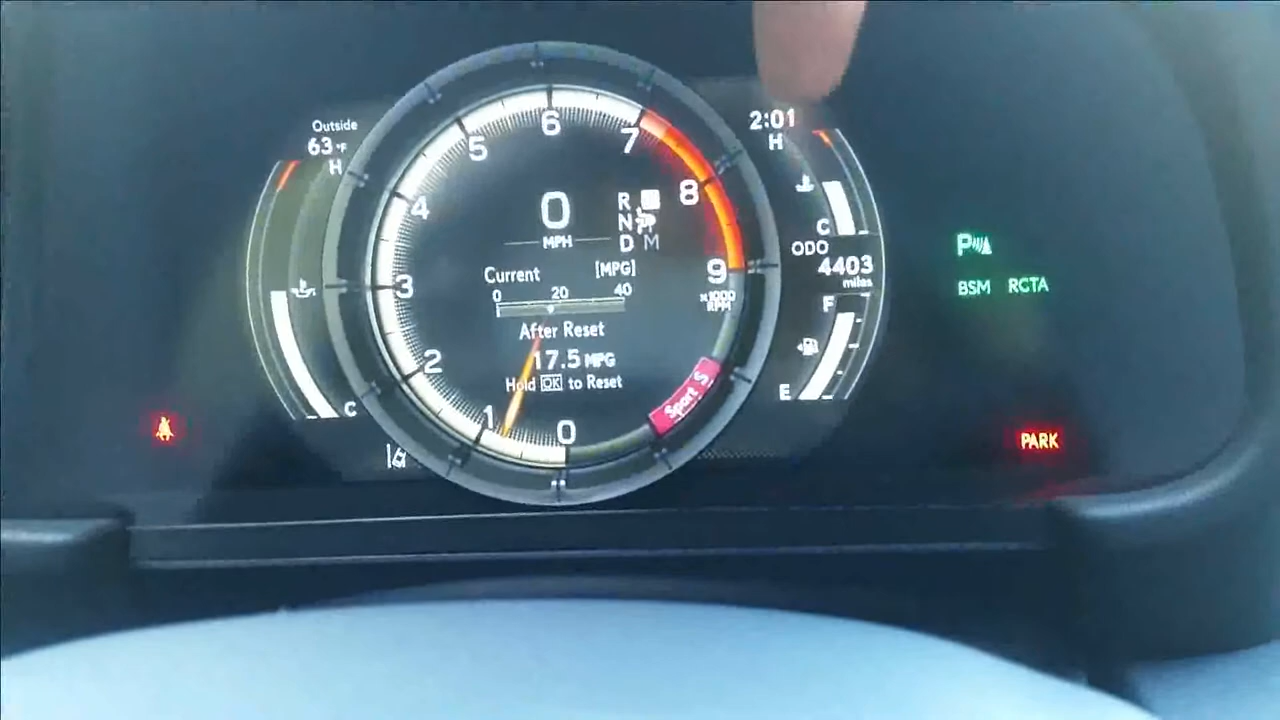 Outside
63°F
H
C
2:01
H
C
ODO
4403
miles
F
E
0
1
2
3
4
5
6
7
8
9
x1000
RPM
0
MPH
R
N
D M
Current [MPG]
0 20 40
After Reset
17.5 MPG
Hold OK to Reset
Sport S
P
BSM RCTA
PARK